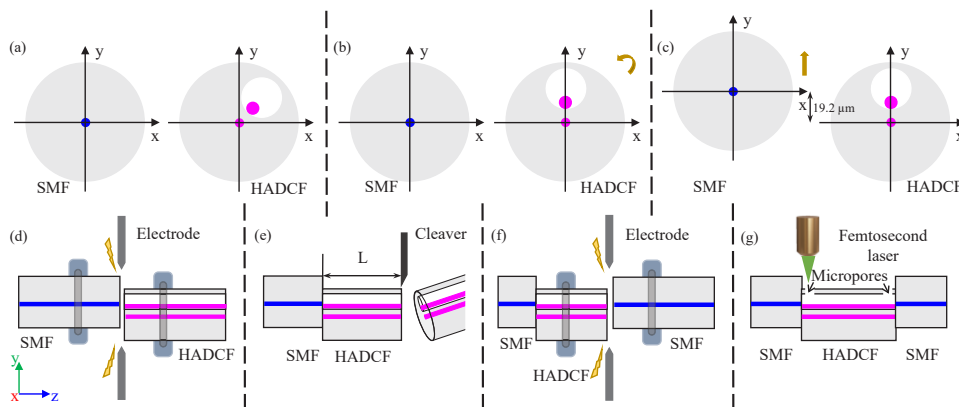 (a)
y
x
SMF
y
x
HADCF
(b)
y
x
SMF
y
x
HADCF
(c)
y
x
19.2 μm
SMF
y
x
HADCF
(d)
Electrode
SMF
HADCF
y
x
z
(e)
L
Cleaver
SMF
HADCF
(f)
Electrode
SMF
HADCF
SMF
(g)
Femtosecond
laser
Micropores
SMF
HADCF
SMF